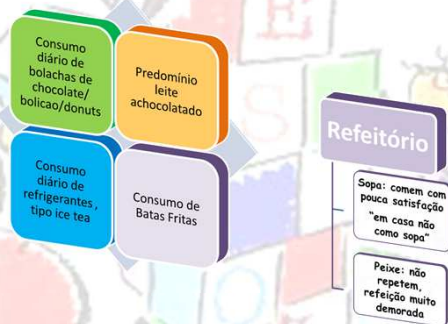 Consumo
diário de
bolachas de
chocolate/
bolicao/donuts
Predomínio
leite
achocolatado
Consumo
diário de
refrigerantes,
tipo ice tea
Consumo de
Batas Fritas
Refeitório
Sopa: comem com
pouca satisfação
"em casa não
como sopa"
Peixe: não
repetem,
refeição muito
demorada